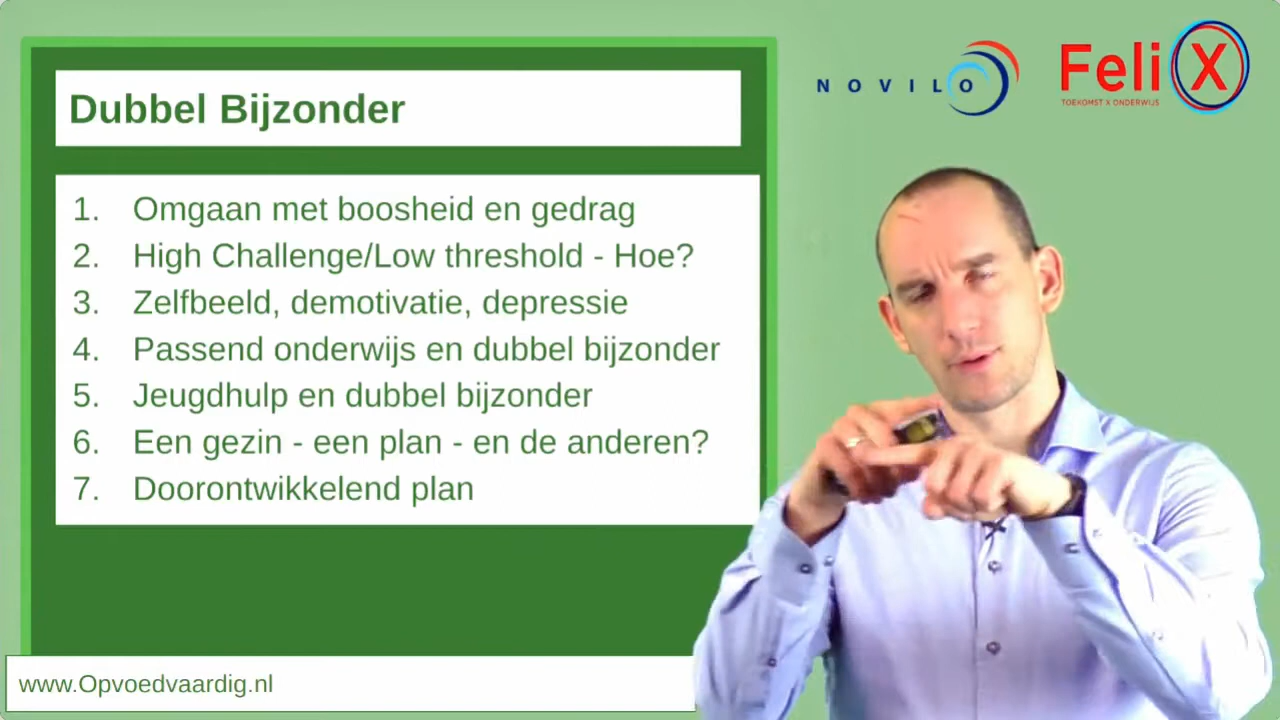 Dubbel Bijzonder
NOVILO
FeliX
TOEKOMST X ONDERWIJS
1. Omgaan met boosheid en gedrag
2. High Challenge/Low threshold - Hoe?
3. Zelfbeeld, demotivatie, depressie
4. Passend onderwijs en dubbel bijzonder
5. Jeugdhulp en dubbel bijzonder
6. Een gezin - een plan - en de anderen?
7. Doorontwikkelend plan
www.Opvoedvaardig.nl